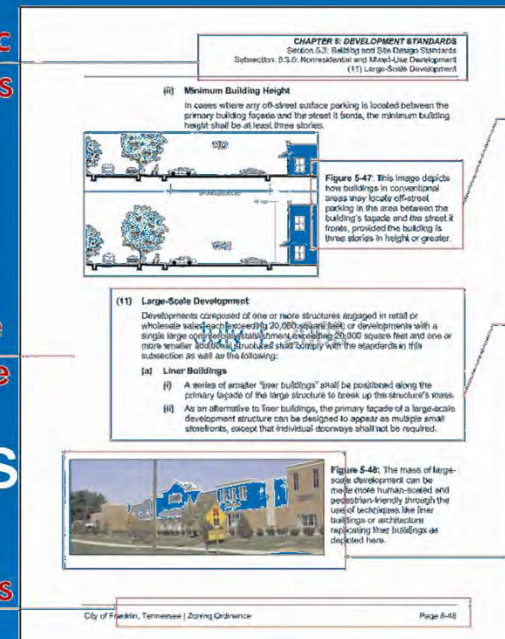 c
s
CHAPTER 5: DEVELOPMENT STANDARDS
Section 5.3: Building and Site Design Standards
Subsection: 5.3.6: Nonresidential and Mixed-Use Development
(11) Large-Scale Development
(ii) Minimum Building Height
In cases where any off-street surface parking is located between the
primary building façade and the street it fronts, the minimum building
height shall be at least three stories.
Figure 5-47: This image depicts
how buildings in conventional
areas may locate off-street
parking in the area between the
building's façade and the street it
fronts, provided the building is
three stories in height or greater.
(11) Large-Scale Development
Developments composed of one or more structures engaged in retail or
wholesale sales each exceeding 20,000 square feet, or developments with a
single large commercial establishment exceeding 20,000 square feet and one or
more smaller additional structures shall comply with the standards in this
subsection as well as the following:
(a) Liner Buildings
(i) A series of smaller "liner buildings" shall be positioned along the
primary façade of the large structure to break up the structure's mass.
(ii) As an alternative to liner buildings, the primary façade of a large-scale
development structure can be designed to appear as multiple small
storefronts, except that individual doorways shall not be required.
e
e
s
Figure 5-48: The mass of large-
scale development can be
made more human-scaled and
pedestrian-friendly through the
use of techniques like liner
buildings or architecture
replicating liner buildings as
depicted here.
s
City of Franklin, Tennessee | Zoning Ordinance
Page 5-48